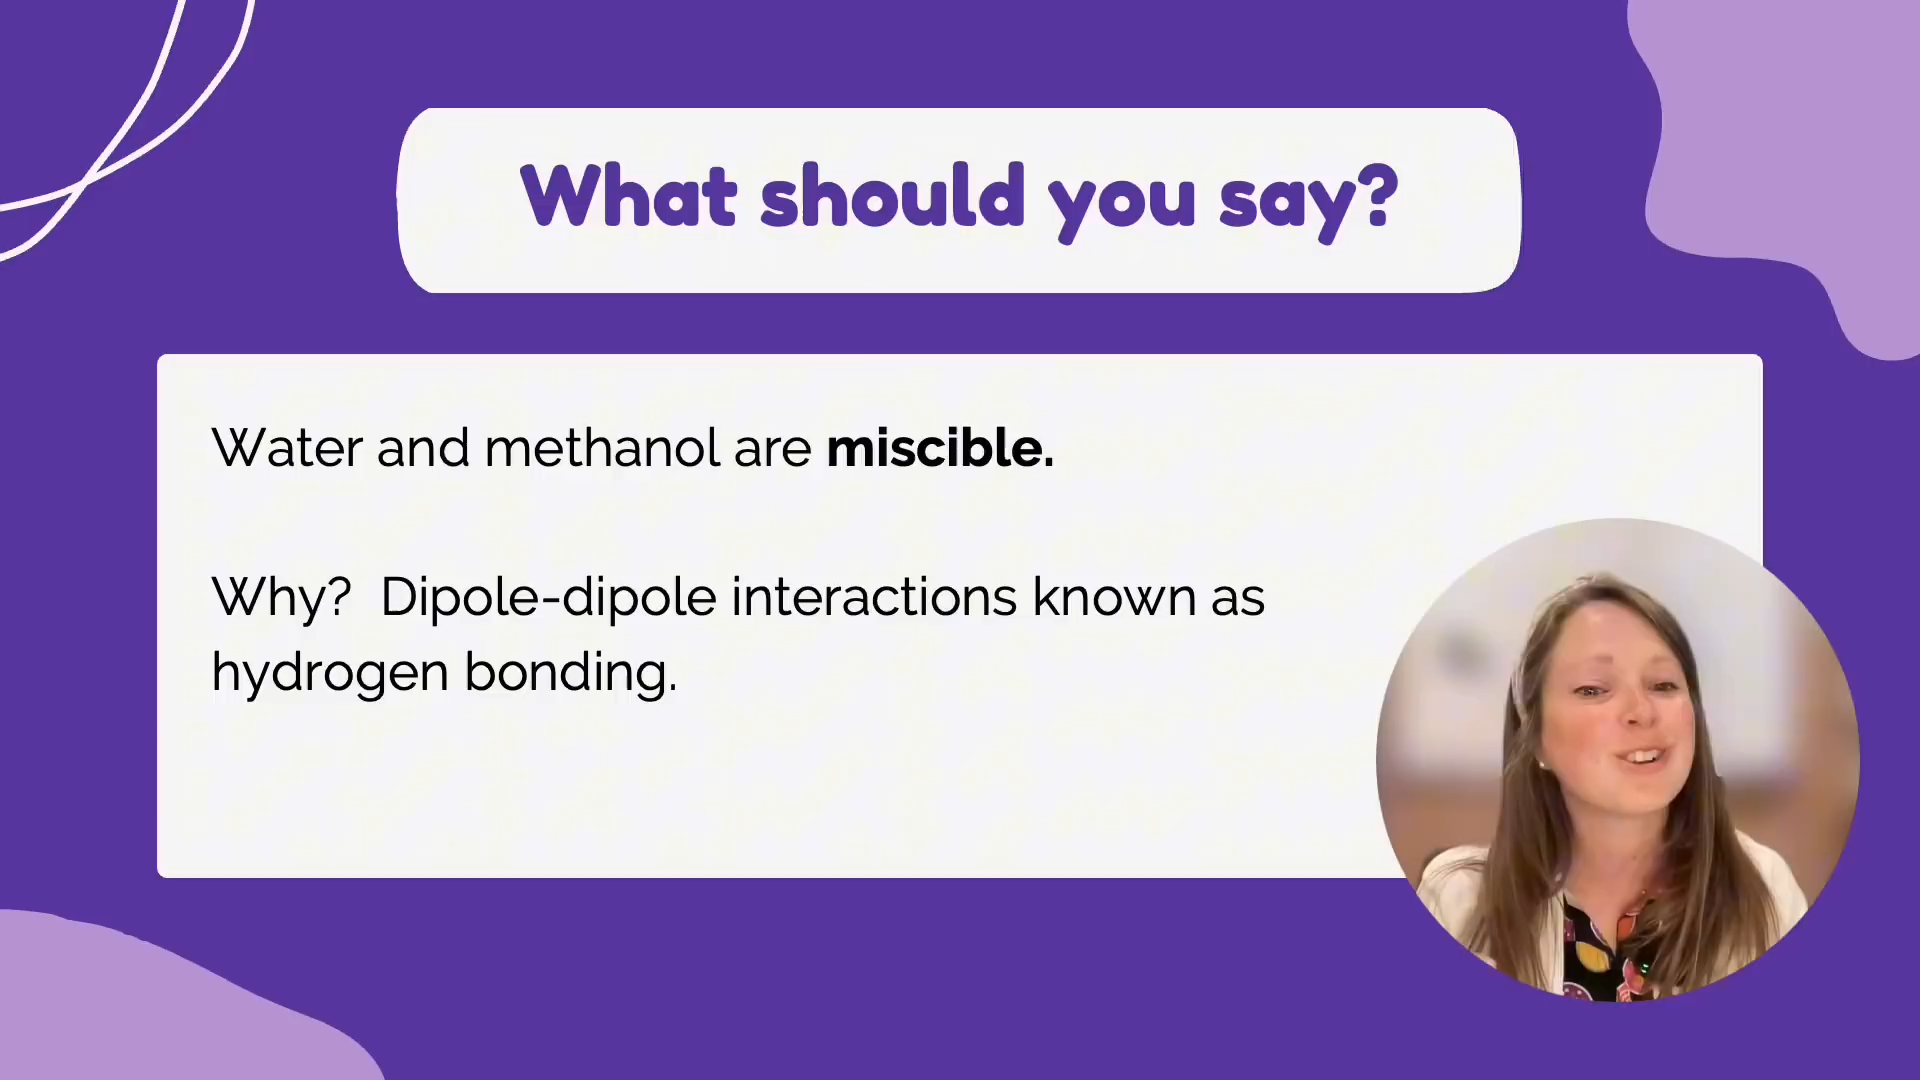 What should you say?
Water and methanol are miscible.
Why? Dipole-dipole interactions known as
hydrogen bonding.